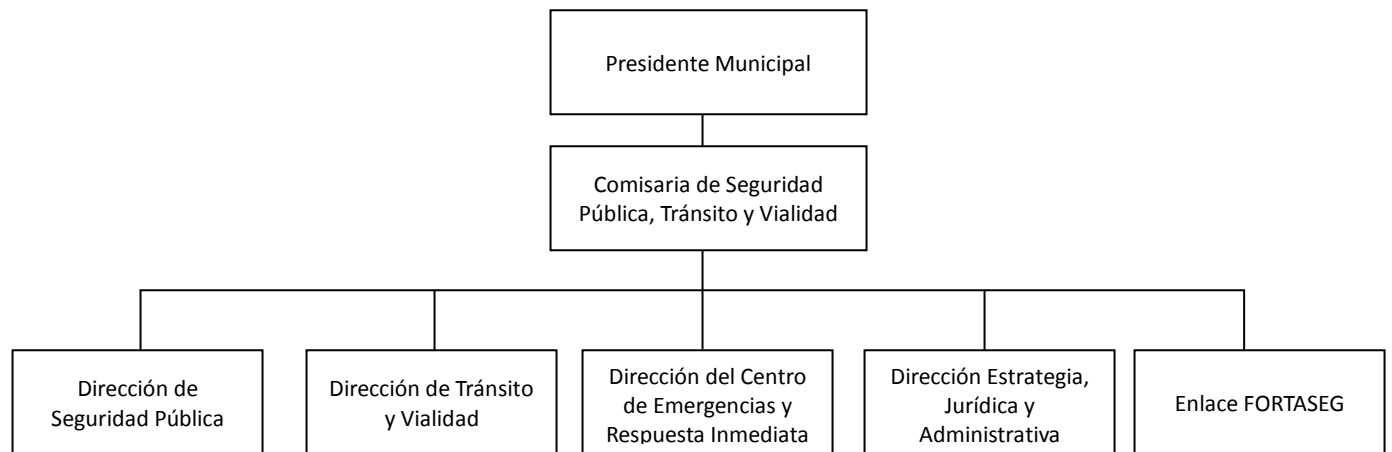 Presidente Municipal
Comisaria de Seguridad
Pública, Tránsito y Vialidad
Dirección de
Seguridad Pública
Dirección de Tránsito
y Vialidad
Dirección del Centro
de Emergencias y
Respuesta Inmediata
Dirección Estrategia,
Jurídica y
Administrativa
Enlace FORTASEG